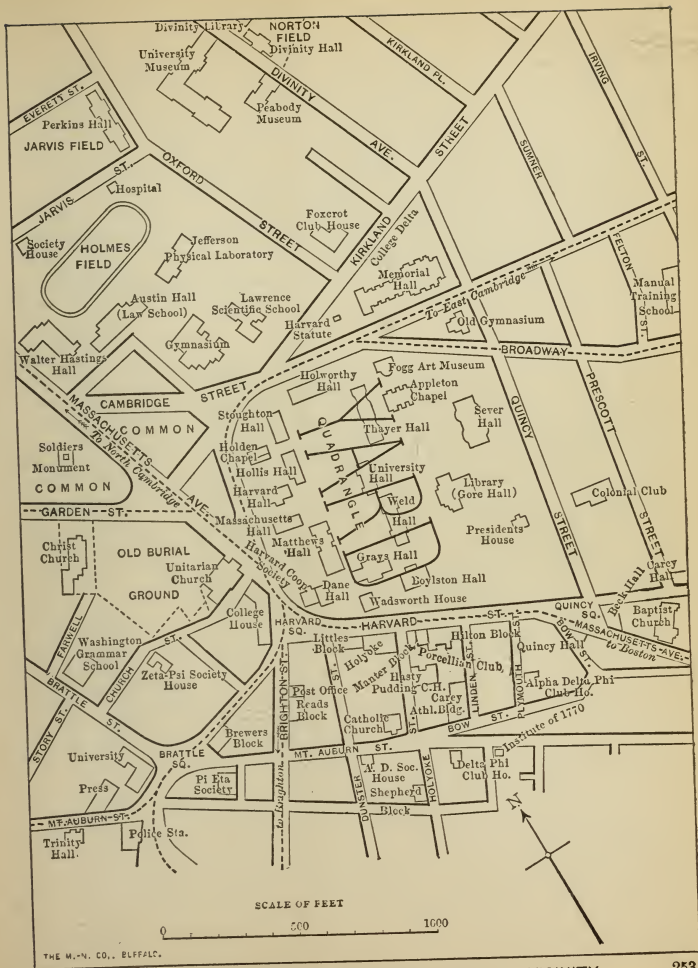 Divinity Library
NORTON
FIELD
Divinity Hall
University
Museum
KIRKLAND PL.
IRVING
ST.
EVERETT ST.
DIVINITY
AVE.
Peabody
Museum
Perkins Hall
JARVIS FIELD
STREET
SUMNER
OXFORD
STREET
JARVIS
ST.
Hospital
Foxcrot
Club House
KIRKLAND
College Delta
Society
House
HOLMES
FIELD
Jefferson
Physical Laboratory
FELTON
ST.
Memorial
Hall
Manual
Training
School
Austin Hall
(Law School)
Lawrence
Scientific School
To East Cambridge
Harvard
Statute
Old Gymnasium
Gymnasium
Walter Hastings
Hall
BROADWAY
Holworthy
Hall
Fogg Art Museum
Appleton
Chapel
MASSACHUSETTS
AVE.
CAMBRIDGE
STREET
COMMON
To North Cambridge
Stoughton
Hall
QUADRANGLE
YARD
Thayer Hall
Sever
Hall
QUINCY
STREET
PRESCOTT
STREET
Soldiers
Monument
COMMON
Holden
Chapel
Hollis Hall
University
Hall
Harvard
Hall
Library
(Gore Hall)
Colonial Club
Weld
Hall
GARDEN ST.
Massachusetts
Hall
Presidents
House
Christ
Church
OLD BURIAL
GROUND
Matthews
Hall
Unitarian
Church
Harvard Coop
Society
Grays Hall
Carey
Hall
Beck Hall
Dane
Hall
Boylston Hall
Wadsworth House
FARWELL
College
House
QUINCY
SQ.
Baptist
Church
MASSACHUSETTS AVE.
to Boston
HARVARD
SQ.
HARVARD
ST.
Washington
Grammar
School
CHURCH
ST.
Littles
Block
Holyoke
Manter Block
Hilton Block
Porcellian Club
Quincy Hall
BOW
ST.
Zeta-Psi Society
House
BRIGHTON ST.
Hasty
Pudding C.H.
LINDEN
ST.
PLYMOUTH
ST.
Alpha Delta Phi
Club Ho.
Post Office
Reads
Block
Carey
Athl. Bldg.
BRATTLE
ST.
STORY ST.
Catholic
Church
BOW ST.
Institute of 1770
Brewers
Block
BRATTLE
SQ.
MT. AUBURN ST.
University
Press
to Brighton
Pi Eta
Society
A. D. Soc.
House
Delta Phi
Club Ho.
Shepherd
Block
DUNSTER
ST.
HOLYOKE
ST.
MT. AUBURN ST.
Trinity
Hall
Police Sta.
N
SCALE OF FEET
0 500 1000
THE M.-N. CO., BUFFALO.
253